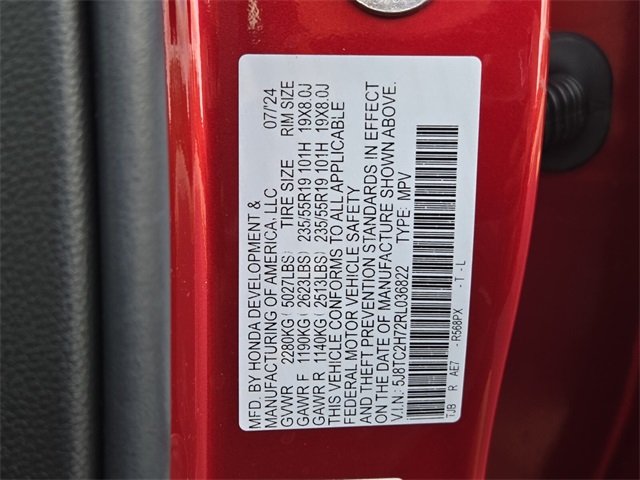 MFD. BY HONDA DEVELOPMENT &
MANUFACTURING OF AMERICA, LLC 07/'24
GVWR 2280KG( 5027LBS) TIRE SIZE RIM SIZE
GAWR F 1190KG( 2623LBS) 235/55R19 101H 19X8.0J
GAWR R 1140KG( 2513LBS) 235/55R19 101H 19X8.0J
THIS VEHICLE CONFORMS TO ALL APPLICABLE
FEDERAL MOTOR VEHICLE SAFETY
AND THEFT PREVENTION STANDARDS IN EFFECT
ON THE DATE OF MANUFACTURE SHOWN ABOVE.
V.I.N.: 5J8TC2H72RL036822 TYPE: MPV
TJB R AE7 - R568PX - T - L